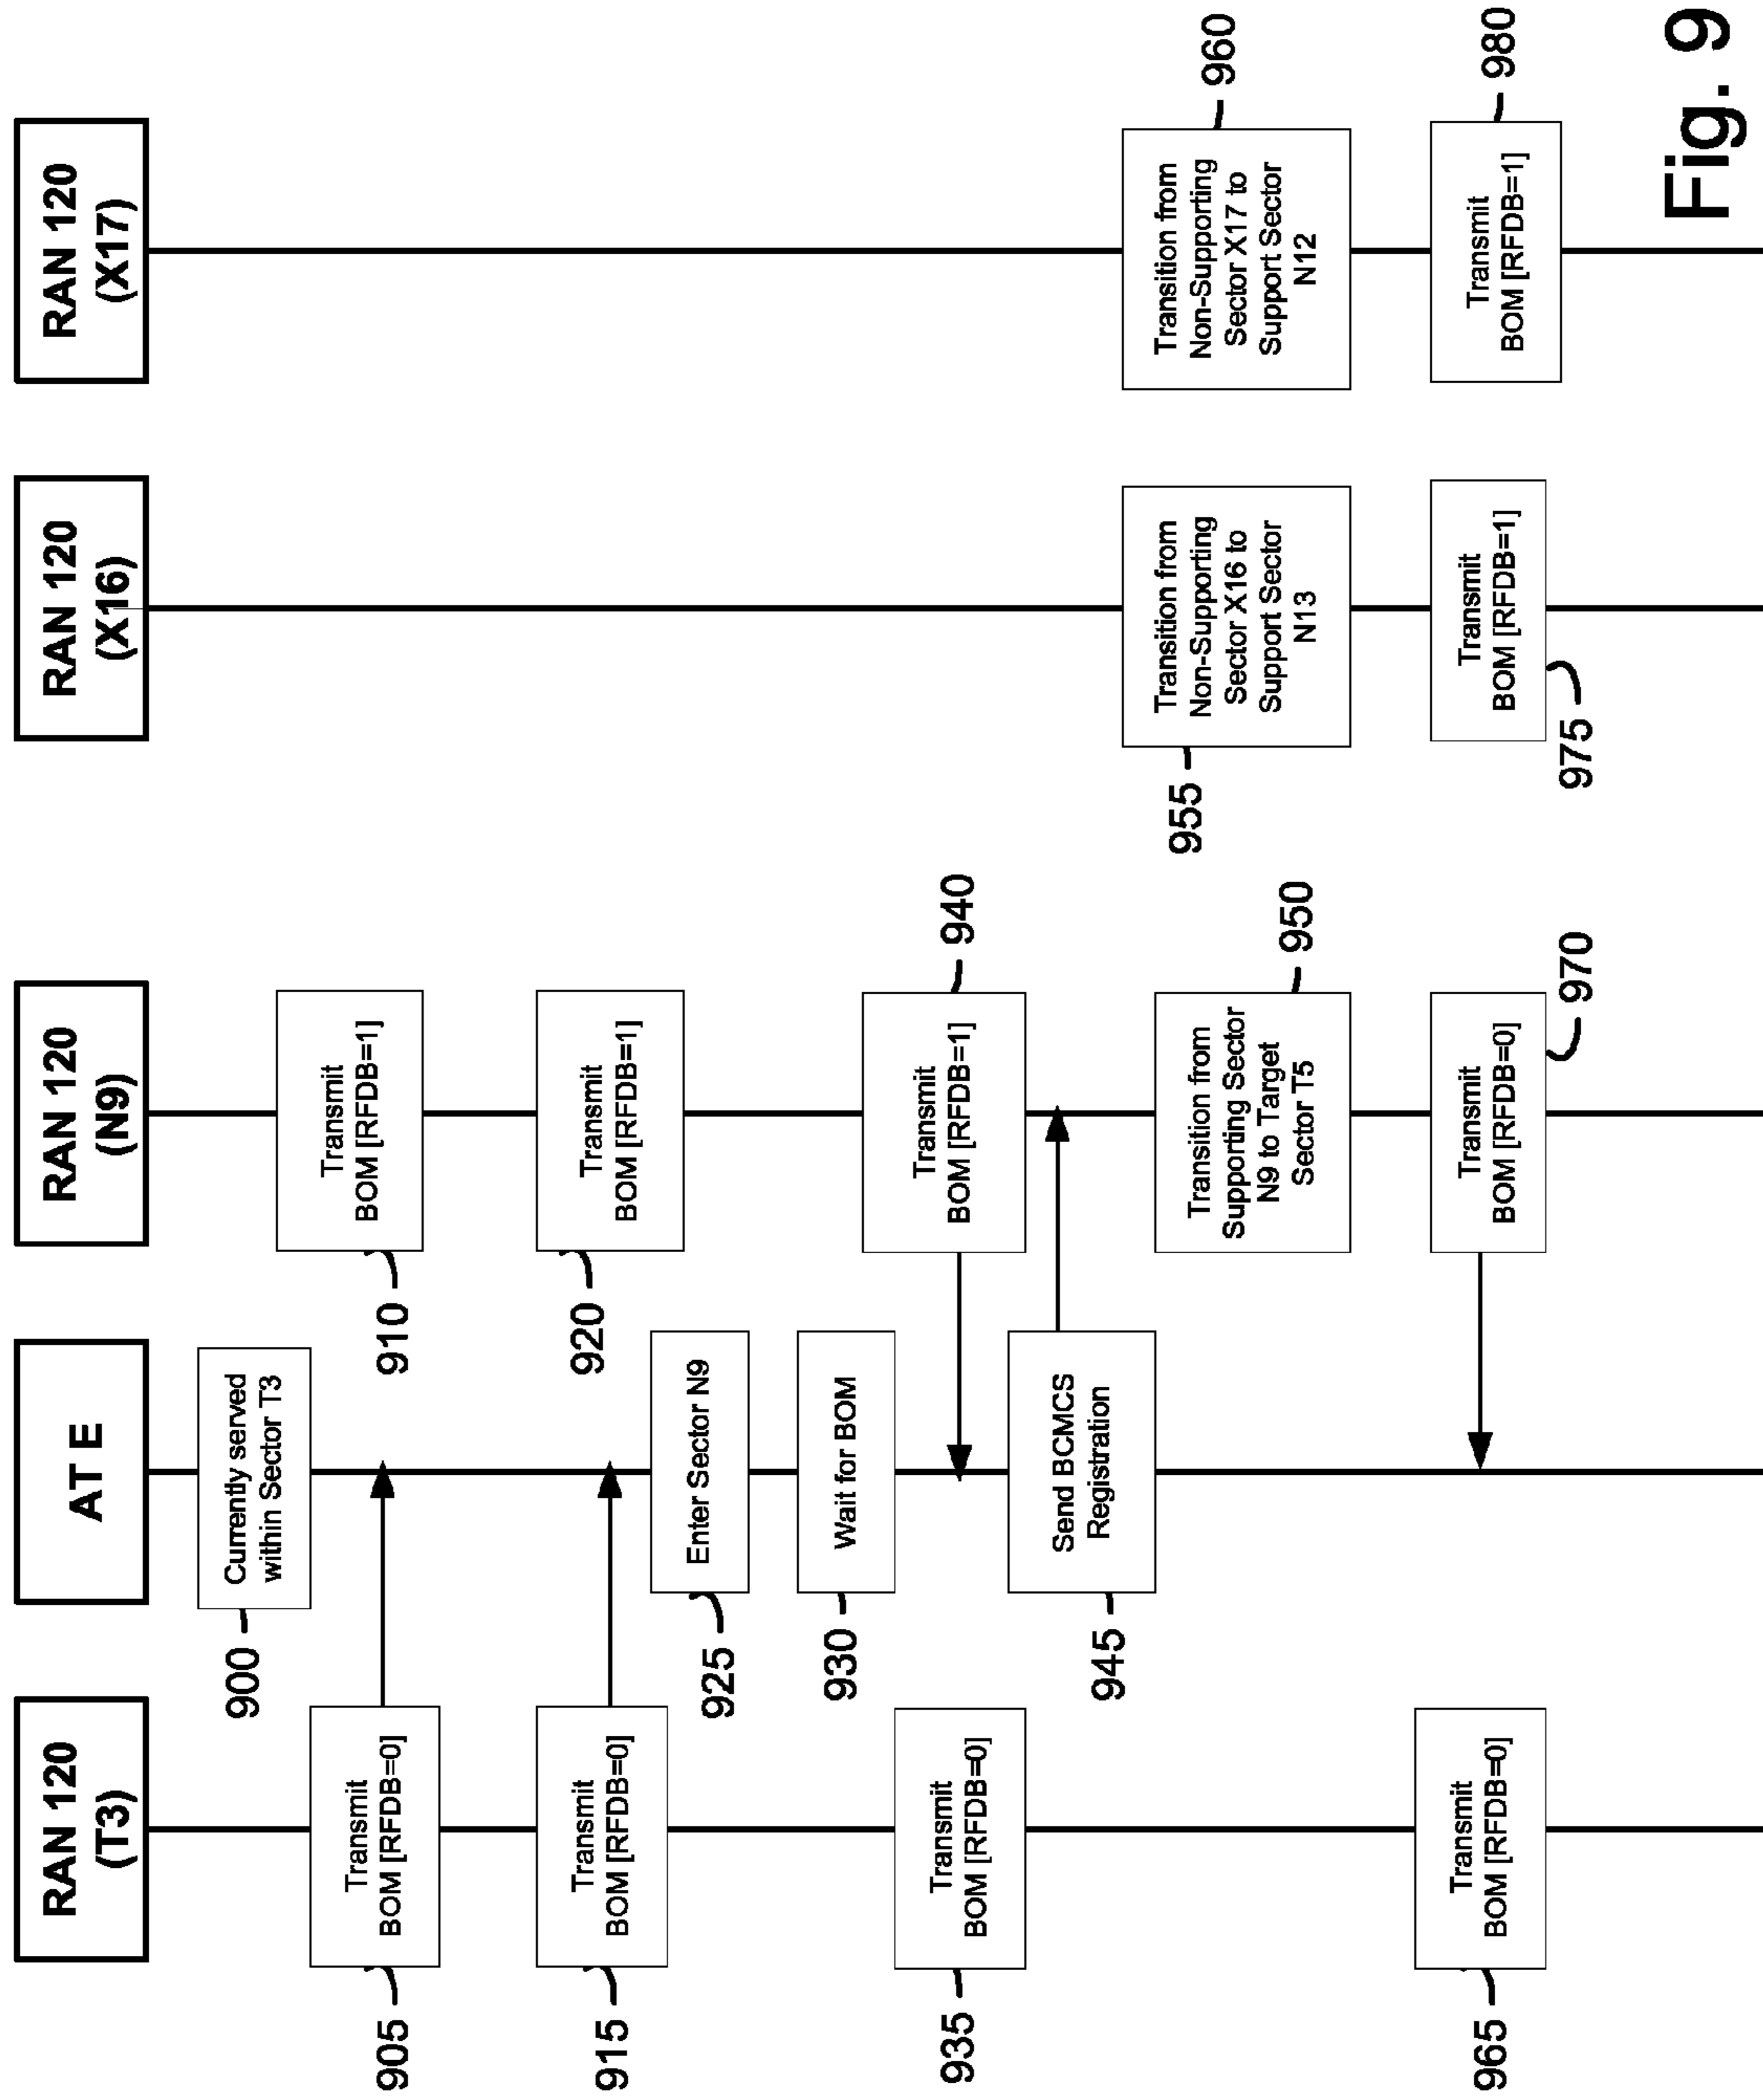 RAN 120
(T3)
AT E
RAN 120
(N9)
RAN 120
(X16)
RAN 120
(X17)
900
Currently served
within Sector T3
905
Transmit
BOM [RFDB=0]
910
Transmit
BOM [RFDB=1]
915
Transmit
BOM [RFDB=0]
920
Transmit
BOM [RFDB=1]
925
Enter Sector N9
930
Wait for BOM
935
Transmit
BOM [RFDB=0]
940
Transmit
BOM [RFDB=1]
945
Send BCMCS
Registration
950
Transition from
Supporting Sector
N9 to Target
Sector T5
955
Transition from
Non-Supporting
Sector X16 to
Support Sector
N13
960
Transition from
Non-Supporting
Sector X17 to
Support Sector
N12
965
Transmit
BOM [RFDB=0]
970
Transmit
BOM [RFDB=0]
975
Transmit
BOM [RFDB=1]
980
Transmit
BOM [RFDB=1]
Fig. 9